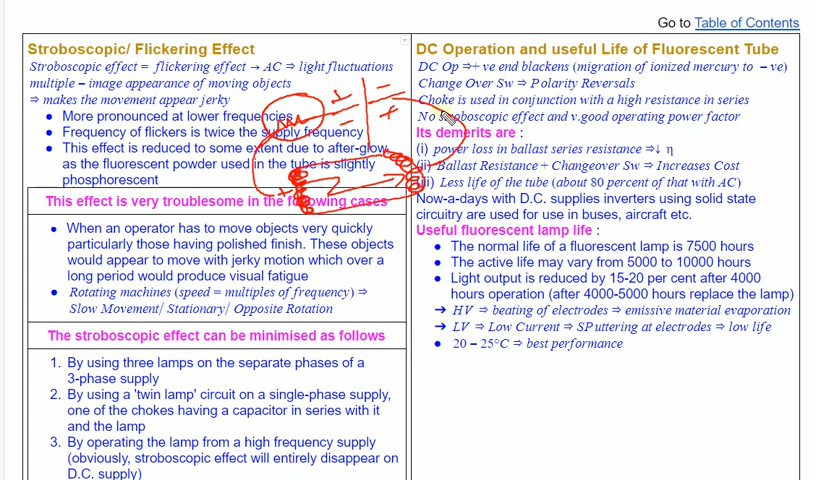 Go to Table of Contents
Stroboscopic/ Flickering Effect
Stroboscopic effect = flickering effect → AC ⇒ light fluctuations
multiple – image appearance of moving objects
⇒ makes the movement appear jerky
● More pronounced at lower frequencies
● Frequency of flickers is twice the supply frequency
● This effect is reduced to some extent due to after-glow
as the fluorescent powder used in the tube is slightly
phosphorescent
This effect is very troublesome in the following cases
● When an operator has to move objects very quickly
particularly those having polished finish. These objects
would appear to move with jerky motion which over a
long period would produce visual fatigue
● Rotating machines (speed = multiples of frequency) ⇒
Slow Movement/ Stationary/ Opposite Rotation
The stroboscopic effect can be minimised as follows
1. By using three lamps on the separate phases of a
3-phase supply
2. By using a 'twin lamp' circuit on a single-phase supply,
one of the chokes having a capacitor in series with it
and the lamp
3. By operating the lamp from a high frequency supply
(obviously, stroboscopic effect will entirely disappear on
D.C. supply)
DC Operation and useful Life of Fluorescent Tube
DC Op ⇒+ ve end blackens (migration of ionized mercury to – ve)
Change Over Sw ⇒ Polarity Reversals
Choke is used in conjunction with a high resistance in series
No Stroboscopic effect and v.good operating power factor
Its demerits are :
(i) power loss in ballast series resistance ⇒↓ η
(ii) Ballast Resistance + Changeover Sw ⇒ Increases Cost
(iii) Less life of the tube (about 80 percent of that with AC)
Now-a-days with D.C. supplies inverters using solid state
circuitry are used for use in buses, aircraft etc.
Useful fluorescent lamp life :
● The normal life of a fluorescent lamp is 7500 hours
● The active life may vary from 5000 to 10000 hours
● Light output is reduced by 15-20 per cent after 4000
hours operation (after 4000-5000 hours replace the lamp)
➔ HV ⇒ beating of electrodes ⇒ emissive material evaporation
➔ LV ⇒ Low Current ⇒ SPuttering at electrodes ⇒ low life
● 20 – 25°C ⇒ best performance